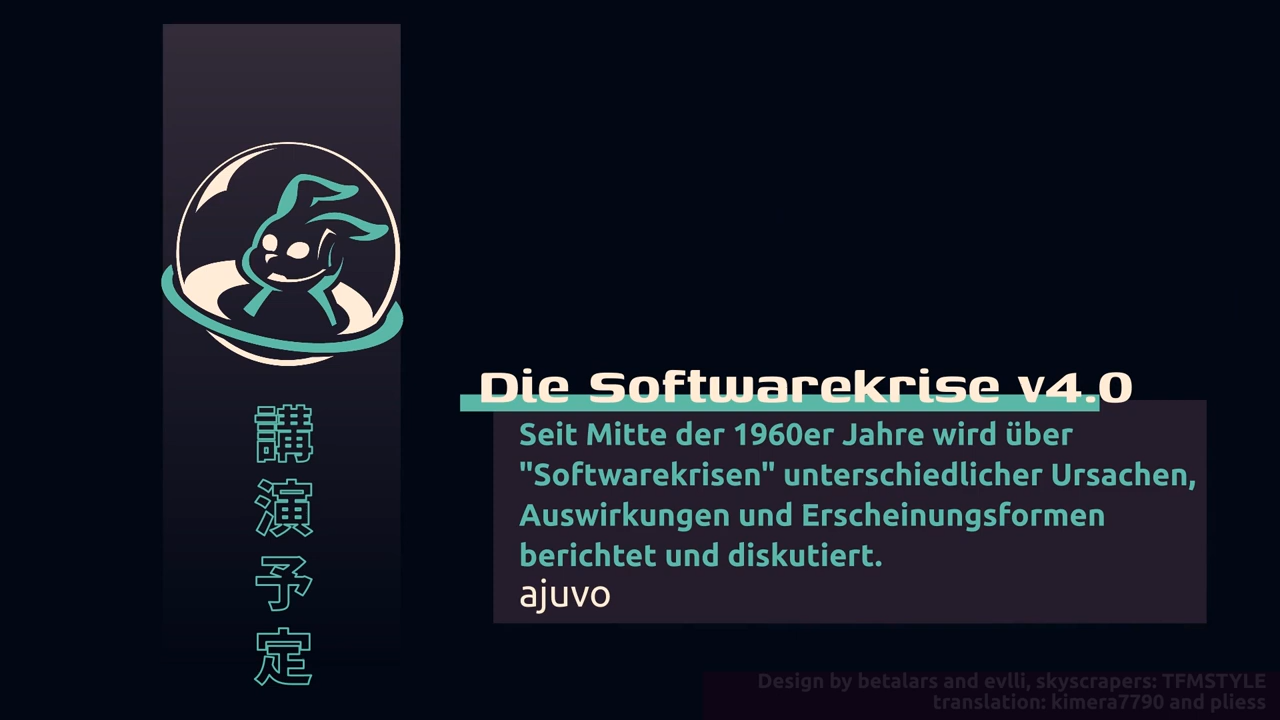 講
演
予
定
Die Softwarekrise v4.0
Seit Mitte der 1960er Jahre wird über
"Softwarekrisen" unterschiedlicher Ursachen,
Auswirkungen und Erscheinungsformen
berichtet und diskutiert.
ajuvo
Design by betalars and evlli, skyscrapers: TFMSTYLE
translation: kimera7790 and pliess